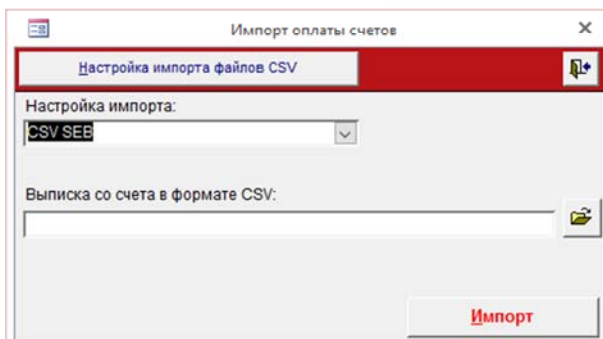 Импорт оплаты счетов
Настройка импорта файлов CSV
Настройка импорта:
CSV SEB
Выписка со счета в формате CSV:
Импорт